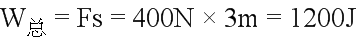 W总 = Fs = 400N × 3m = 1200J